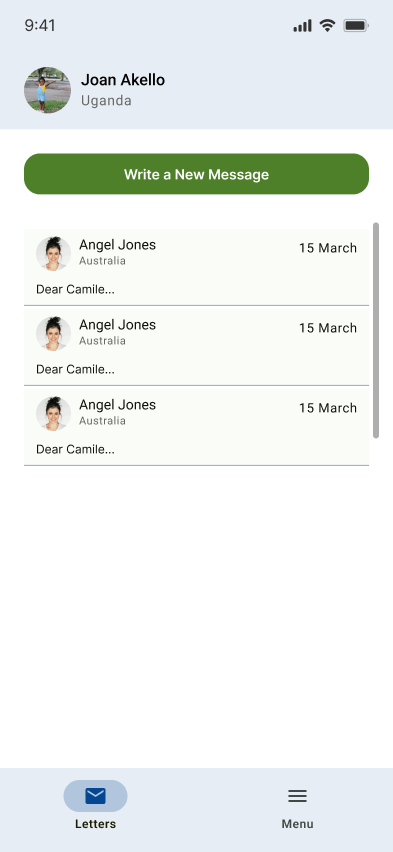 9:41
Joan Akello
Uganda
Write a New Message
Angel Jones
Australia
15 March
Dear Camile...
Angel Jones
Australia
15 March
Dear Camile...
Angel Jones
Australia
15 March
Dear Camile...
Letters
Menu